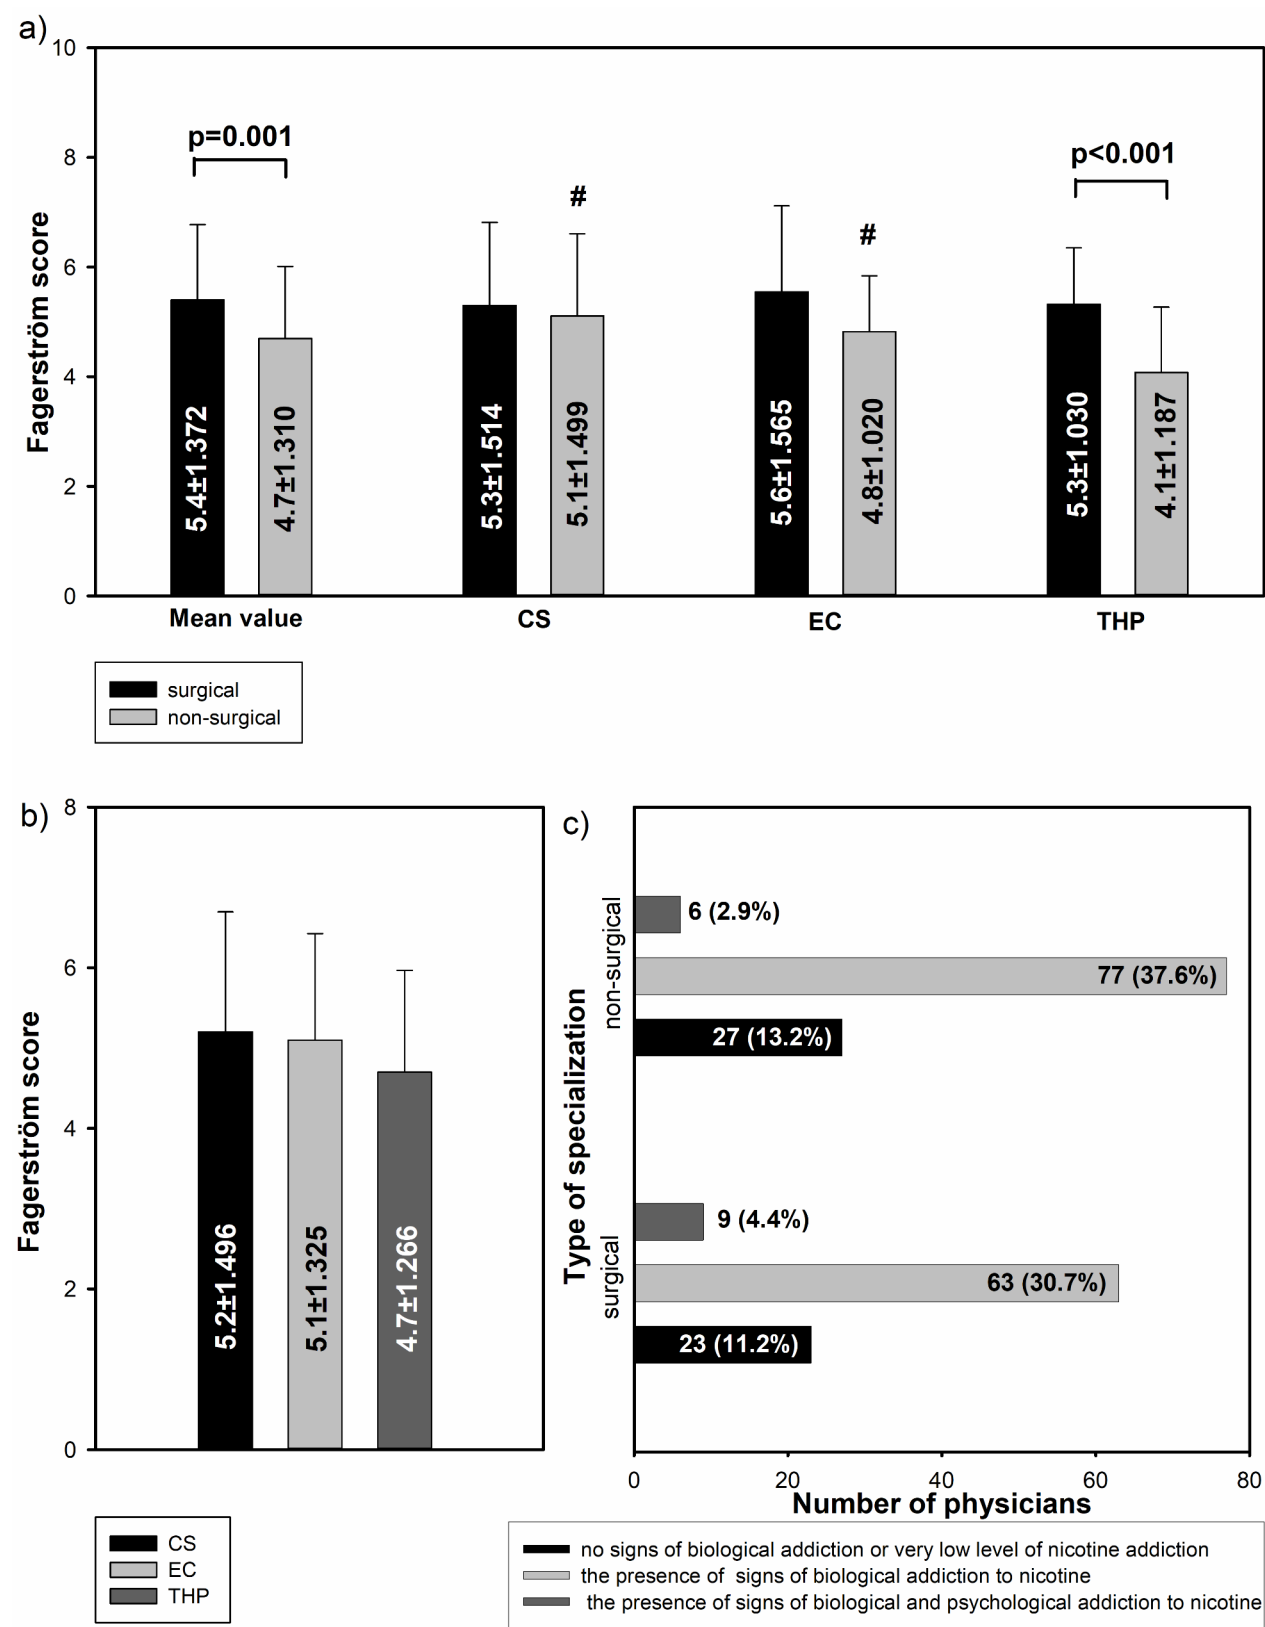 a)
10
8
6
4
2
0
Fagerström score
p=0.001
#
#
p<0.001
5.4±1.372
4.7±1.310
5.3±1.514
5.1±1.499
5.6±1.565
4.8±1.020
5.3±1.030
4.1±1.187
Mean value
CS
EC
THP
surgical
non-surgical
b)
8
6
4
2
0
Fagerström score
5.2±1.496
5.1±1.325
4.7±1.266
CS
EC
THP
c)
Type of specialization
non-surgical
surgical
6 (2.9%)
77 (37.6%)
27 (13.2%)
9 (4.4%)
63 (30.7%)
23 (11.2%)
0
20
40
60
80
Number of physicians
no signs of biological addiction or very low level of nicotine addiction
the presence of signs of biological addiction to nicotine
the presence of signs of biological and psychological addiction to nicotine